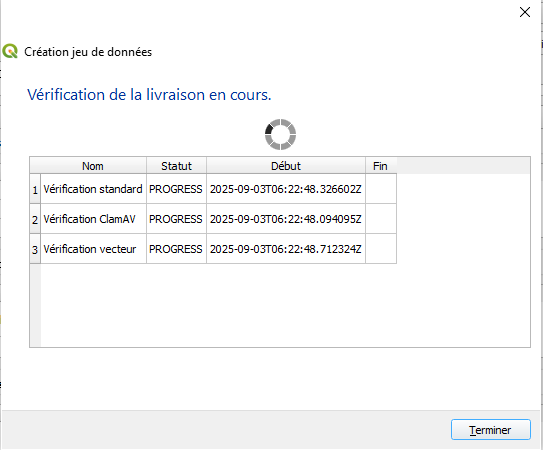 Création jeu de données
Vérification de la livraison en cours.
Nom Statut Début Fin
1 Vérification standard PROGRESS 2025-09-03T06:22:48.326602Z
2 Vérification ClamAV PROGRESS 2025-09-03T06:22:48.094095Z
3 Vérification vecteur PROGRESS 2025-09-03T06:22:48.712324Z
Terminer